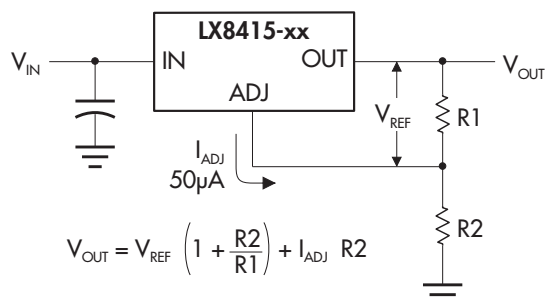 LX8415-xx
V_IN
IN
OUT
V_OUT
ADJ
V_REF
R1
I_ADJ
50µA
R2
V_OUT = V_REF (1 + R2/R1) + I_ADJ R2